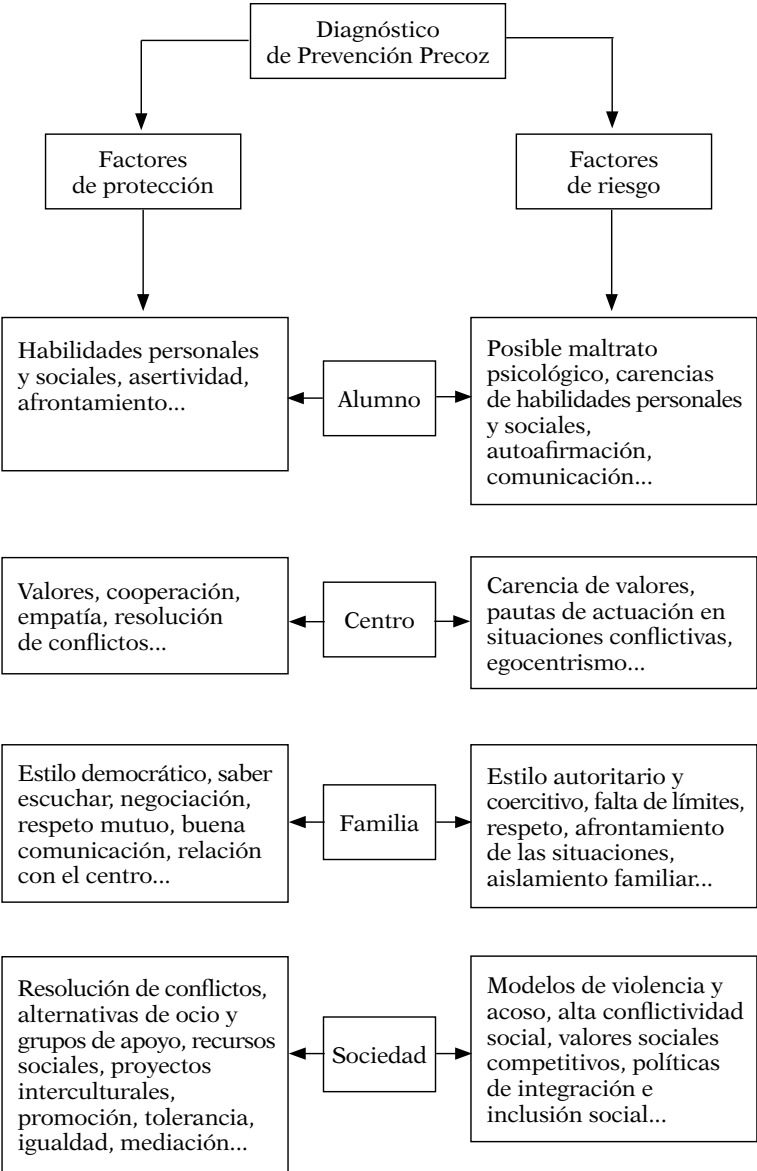 Diagnóstico
de Prevención Precoz
Factores
de protección
Factores
de riesgo
Habilidades personales
y sociales, asertividad,
afrontamiento...
Alumno
Posible maltrato
psicológico, carencias
de habilidades personales
y sociales,
autoafirmación,
comunicación...
Valores, cooperación,
empatía, resolución
de conflictos...
Centro
Carencia de valores,
pautas de actuación en
situaciones conflictivas,
egocentrismo...
Estilo democrático, saber
escuchar, negociación,
respeto mutuo, buena
comunicación, relación
con el centro...
Familia
Estilo autoritario y
coercitivo, falta de límites,
respeto, afrontamiento
de las situaciones,
aislamiento familiar...
Resolución de conflictos,
alternativas de ocio y
grupos de apoyo, recursos
sociales, proyectos
interculturales,
promoción, tolerancia,
igualdad, mediación...
Sociedad
Modelos de violencia y
acoso, alta conflictividad
social, valores sociales
competitivos, políticas
de integración e
inclusión social...